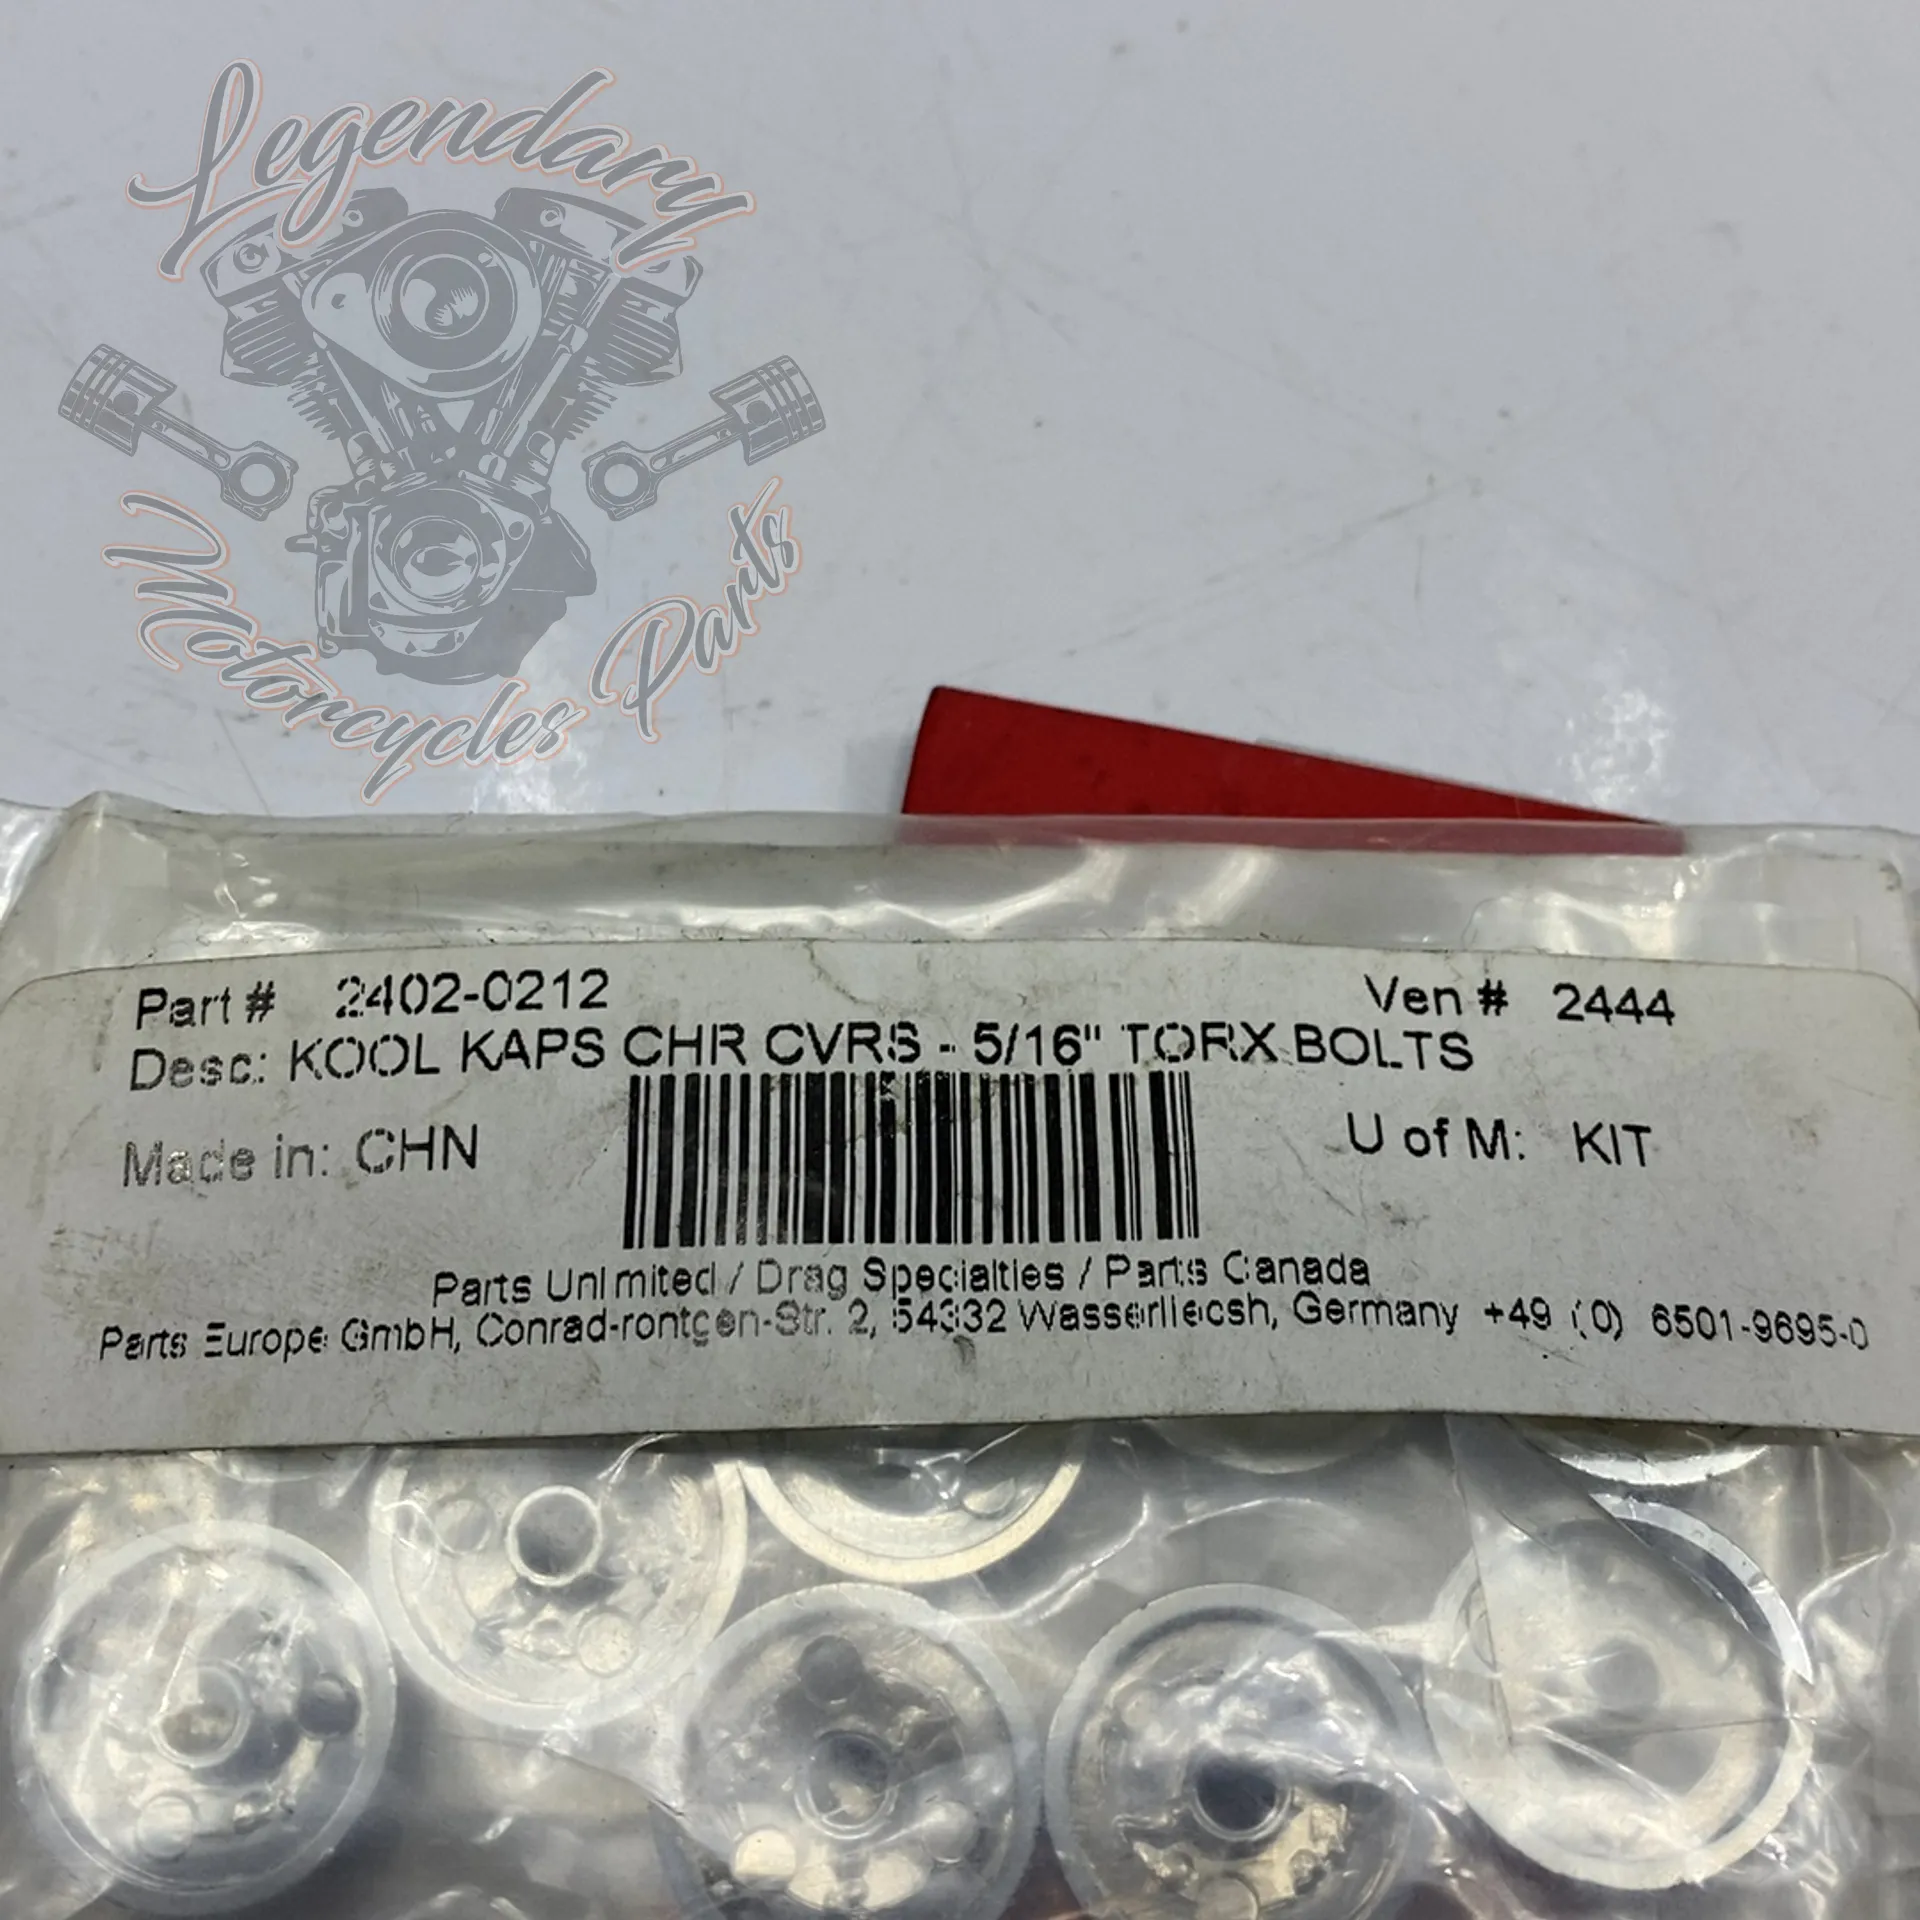 Legendary
Motorcycles Parts
Part # 2402-0212
Ven # 2444
Desc: KOOL KAPS CHR CVRS - 5/16" TORX BOLTS
Made in: CHN
U of M: KIT
Parts Unlimited / Drag Specialties / Parts Canada
Parts Europe GmbH, Conrad-rontgen-Str. 2, 54332 Wasserliecsh, Germany +49 (0) 6501-9695-0